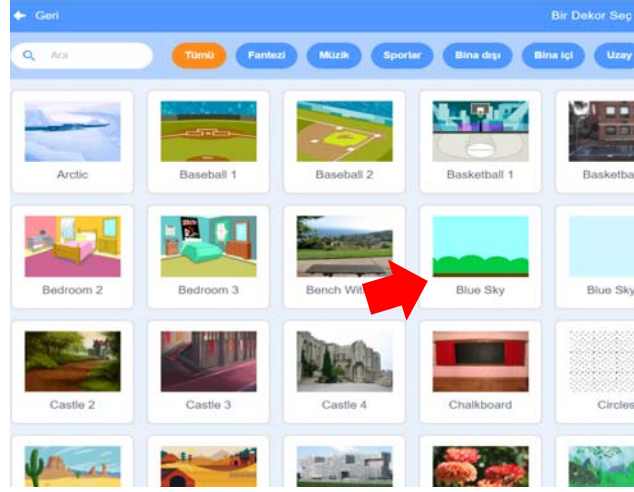 Geri Bir Dekor Seç
Ara Tümü Fantezi Müzik Sporlar Bina dışı Bina içi Uzay
Arctic Baseball 1 Baseball 2 Basketball 1 Basketba
Bedroom 2 Bedroom 3 Bench Wit Blue Sky Blue Sky
Castle 2 Castle 3 Castle 4 Chalkboard Circles